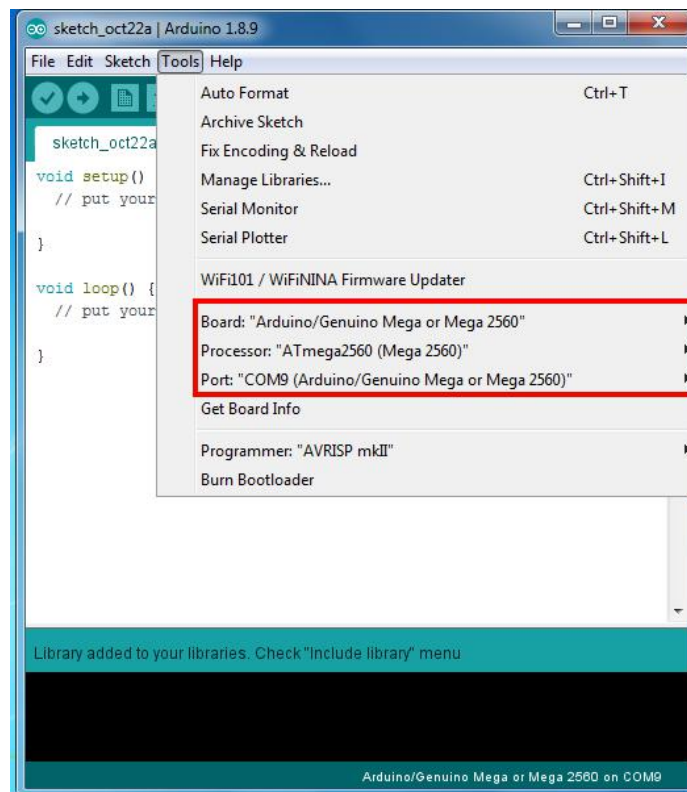 sketch_oct22a | Arduino 1.8.9
File Edit Sketch Tools Help
Auto Format Ctrl+T
Archive Sketch
sketch_oct22a
Fix Encoding & Reload
void setup()
Manage Libraries... Ctrl+Shift+I
// put your
Serial Monitor Ctrl+Shift+M
Serial Plotter Ctrl+Shift+L
}
WiFi101 / WiFiNINA Firmware Updater
void loop() {
// put your
Board: "Arduino/Genuino Mega or Mega 2560"
Processor: "ATmega2560 (Mega 2560)"
}
Port: "COM9 (Arduino/Genuino Mega or Mega 2560)"
Get Board Info
Programmer: "AVRISP mkII"
Burn Bootloader
Library added to your libraries. Check "Include library" menu
Arduino/Genuino Mega or Mega 2560 on COM9